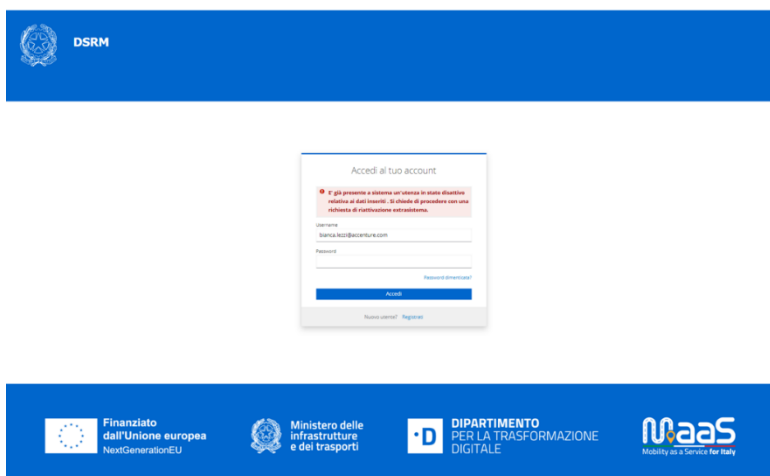 DSRM
Accedi al tuo account
E' già presente a sistema un'utenza in stato disattivo
relativa ai dati inseriti . Si chiede di procedere con una
richiesta di riattivazione extrasistema.
Username
bianca.lezzi@accenture.com
Password
Password dimenticata?
Accedi
Nuovo utente? Registrati
Finanziato
dall'Unione europea
NextGenerationEU
Ministero delle
infrastrutture
e dei trasporti
·D
DIPARTIMENTO
PER LA TRASFORMAZIONE
DIGITALE
MaaS
Mobility as a Service for Italy